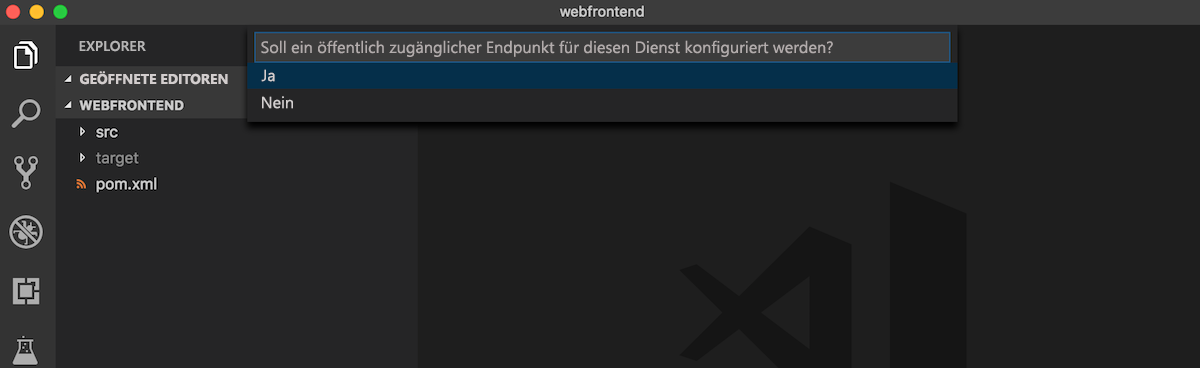 webfrontend
EXPLORER
Soll ein öffentlich zugänglicher Endpunkt für diesen Dienst konfiguriert werden?
Ja
Nein
GEÖFFNETE EDITOREN
WEBFRONTEND
src
target
pom.xml